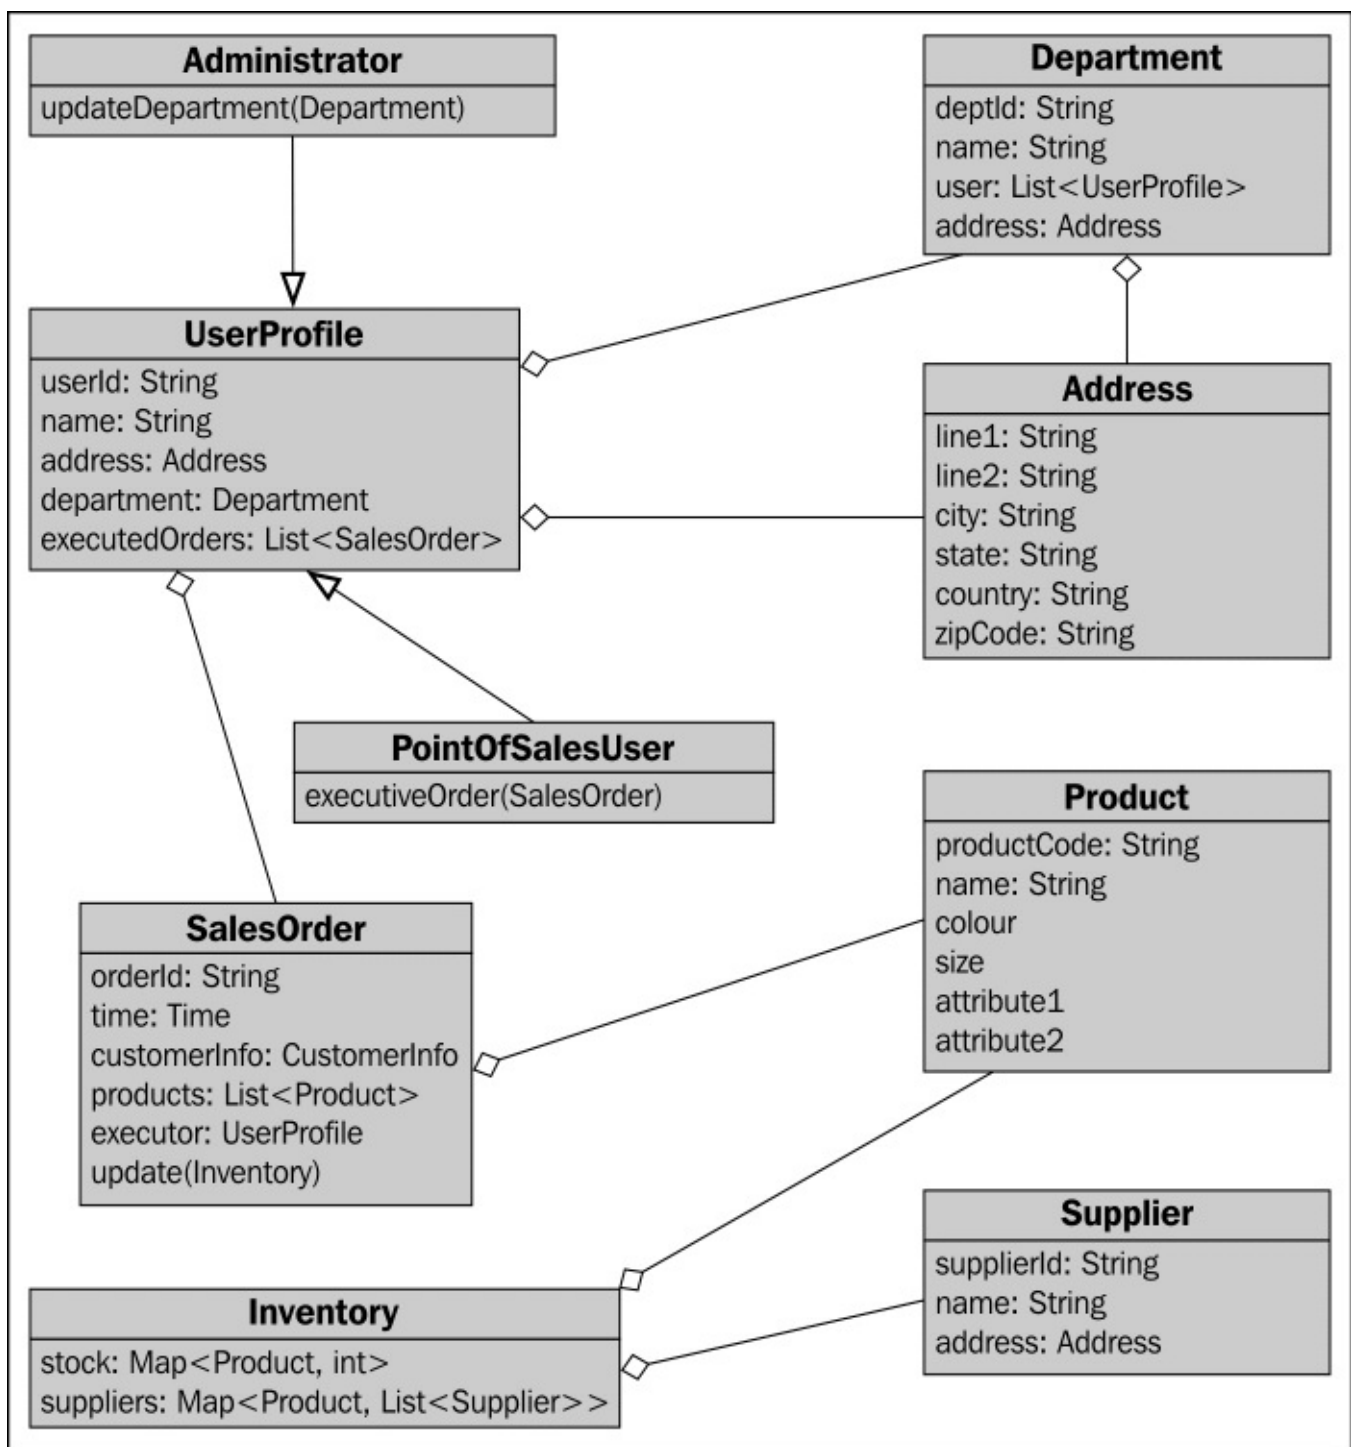 Administrator
updateDepartment(Department)
Department
deptId: String
name: String
user: List<UserProfile>
address: Address
UserProfile
userId: String
name: String
address: Address
department: Department
executedOrders: List<SalesOrder>
Address
line1: String
line2: String
city: String
state: String
country: String
zipCode: String
PointOfSalesUser
executiveOrder(SalesOrder)
Product
productCode: String
name: String
colour
size
attribute1
attribute2
SalesOrder
orderId: String
time: Time
customerInfo: CustomerInfo
products: List<Product>
executor: UserProfile
update(Inventory)
Supplier
supplierId: String
name: String
address: Address
Inventory
stock: Map<Product, int>
suppliers: Map<Product, List<Supplier>>